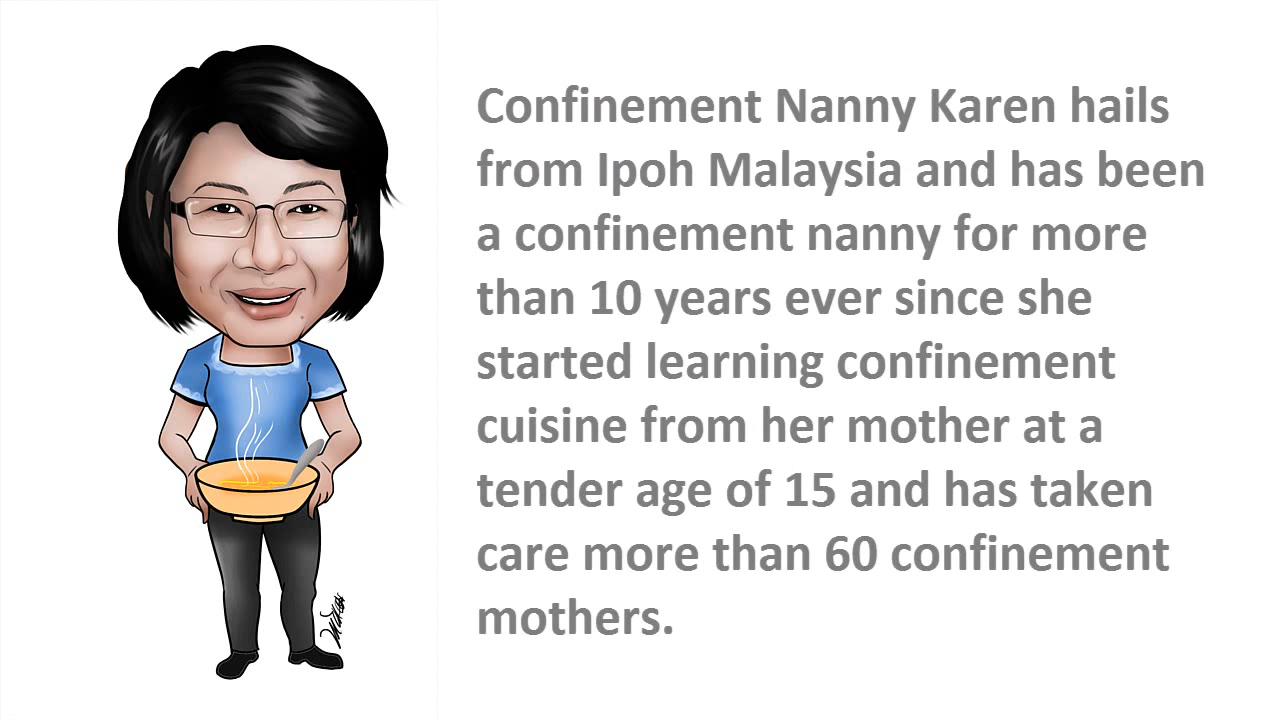 Confinement Nanny Karen hails
from Ipoh Malaysia and has been
a confinement nanny for more
than 10 years ever since she
started learning confinement
cuisine from her mother at a
tender age of 15 and has taken
care more than 60 confinement
mothers.